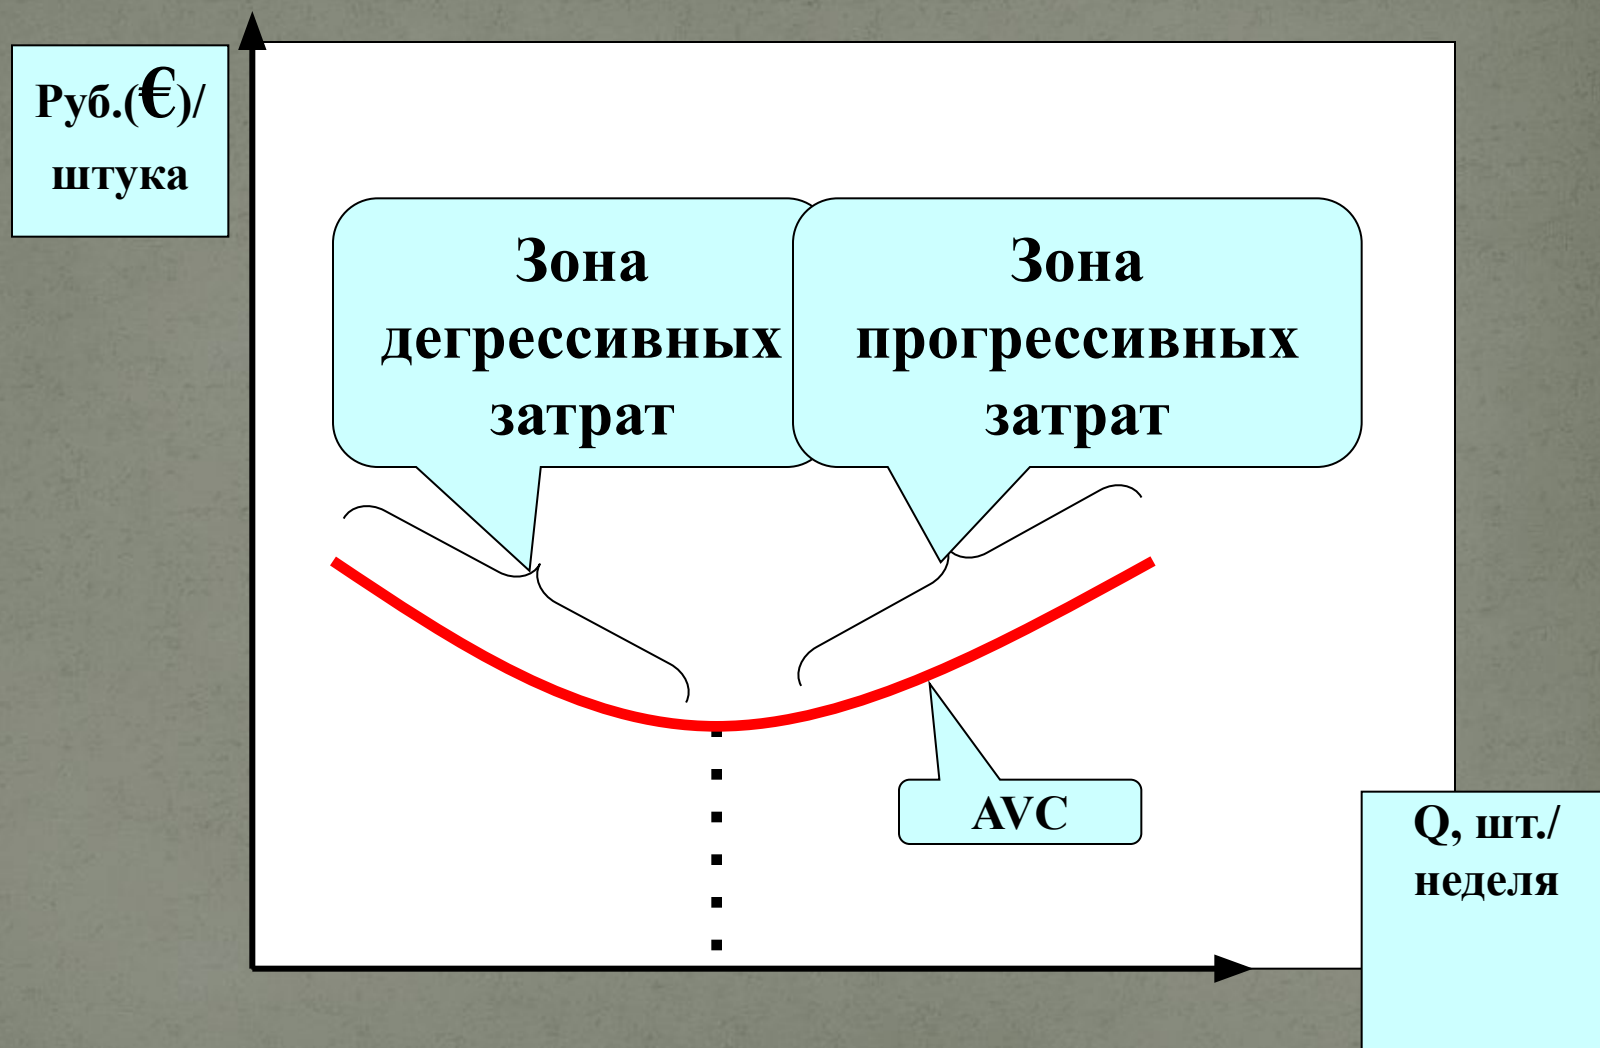 Руб.(€)/
штука
Зона
дегрессивных
затрат
Зона
прогрессивных
затрат
AVC
Q, шт./
неделя